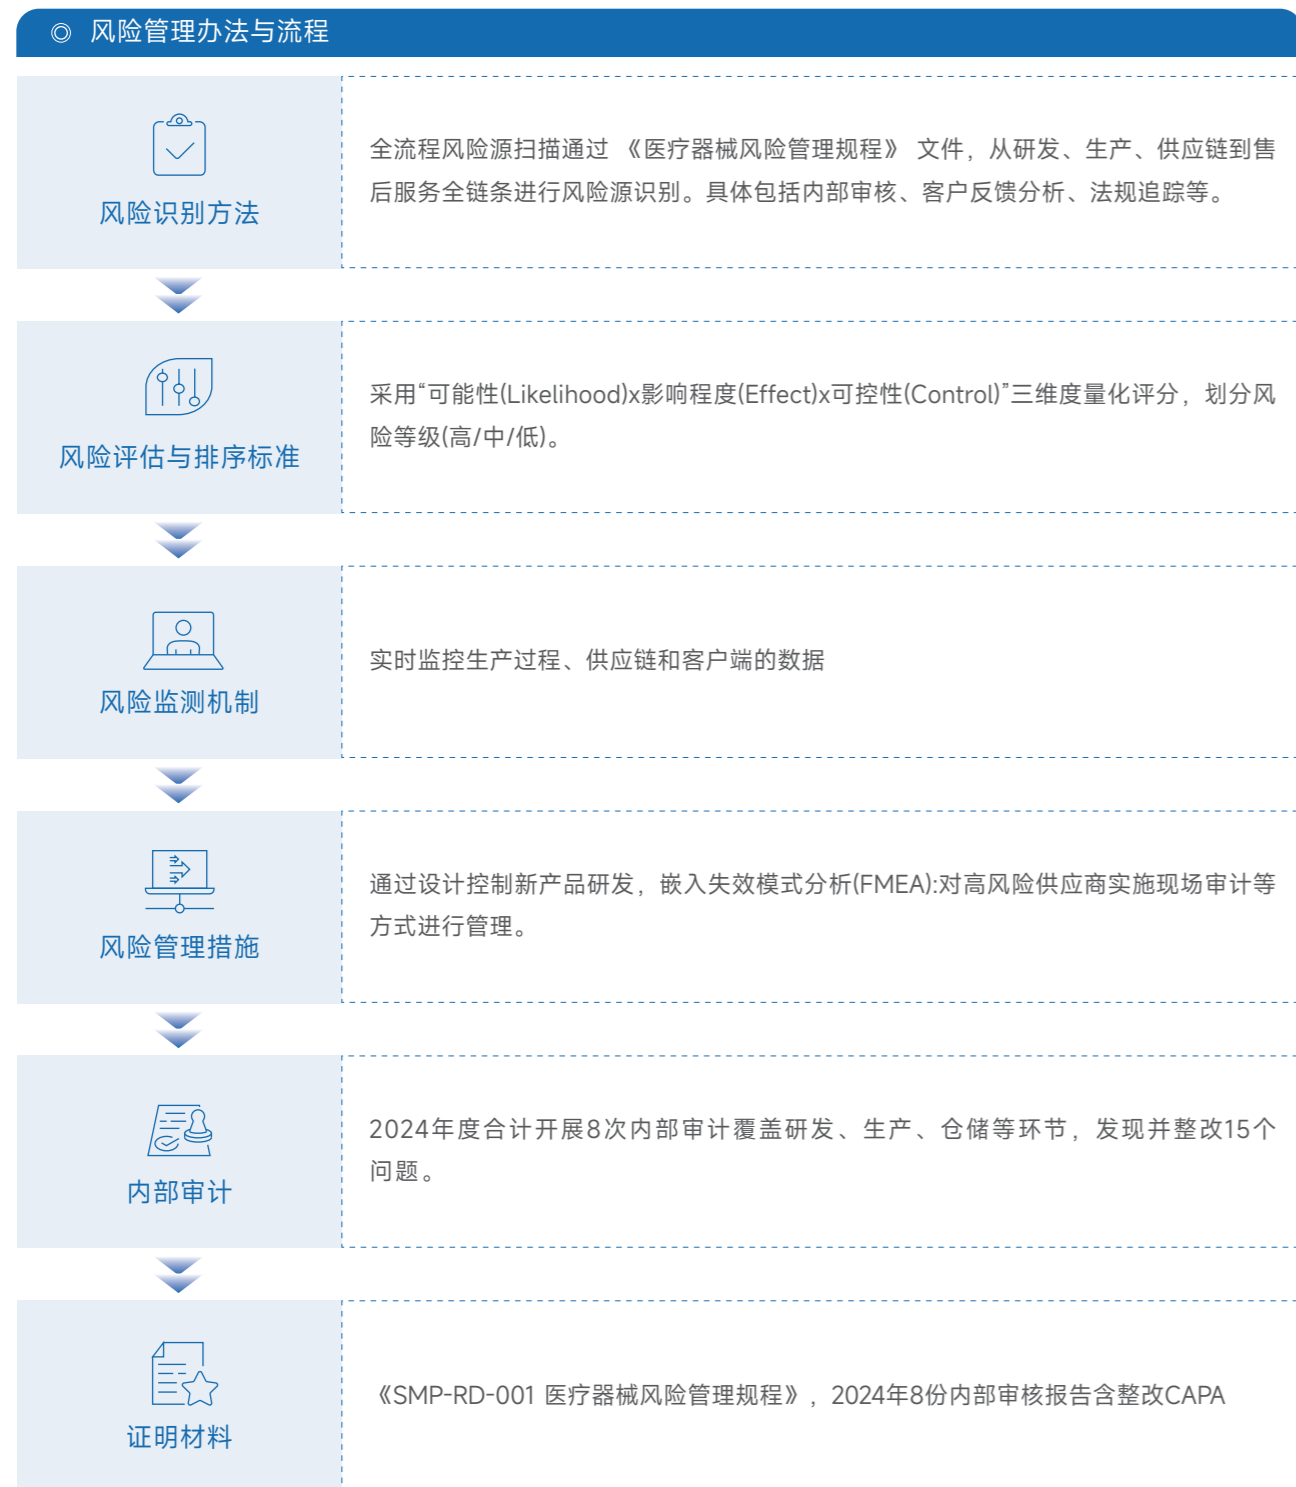 ◎ 风险管理办法与流程
风险识别方法
全流程风险源扫描通过 《医疗器械风险管理规程》 文件，从研发、生产、供应链到售
后服务全链条进行风险源识别。具体包括内部审核、客户反馈分析、法规追踪等。
风险评估与排序标准
采用“可能性(Likelihood)x影响程度(Effect)x可控性(Control)”三维度量化评分，划分风
险等级(高/中/低)。
风险监测机制
实时监控生产过程、供应链和客户端的数据
风险管理措施
通过设计控制新产品研发，嵌入失效模式分析(FMEA):对高风险供应商实施现场审计等
方式进行管理。
内部审计
2024年度合计开展8次内部审计覆盖研发、生产、仓储等环节，发现并整改15个
问题。
证明材料
《SMP-RD-001 医疗器械风险管理规程》，2024年8份内部审核报告含整改CAPA